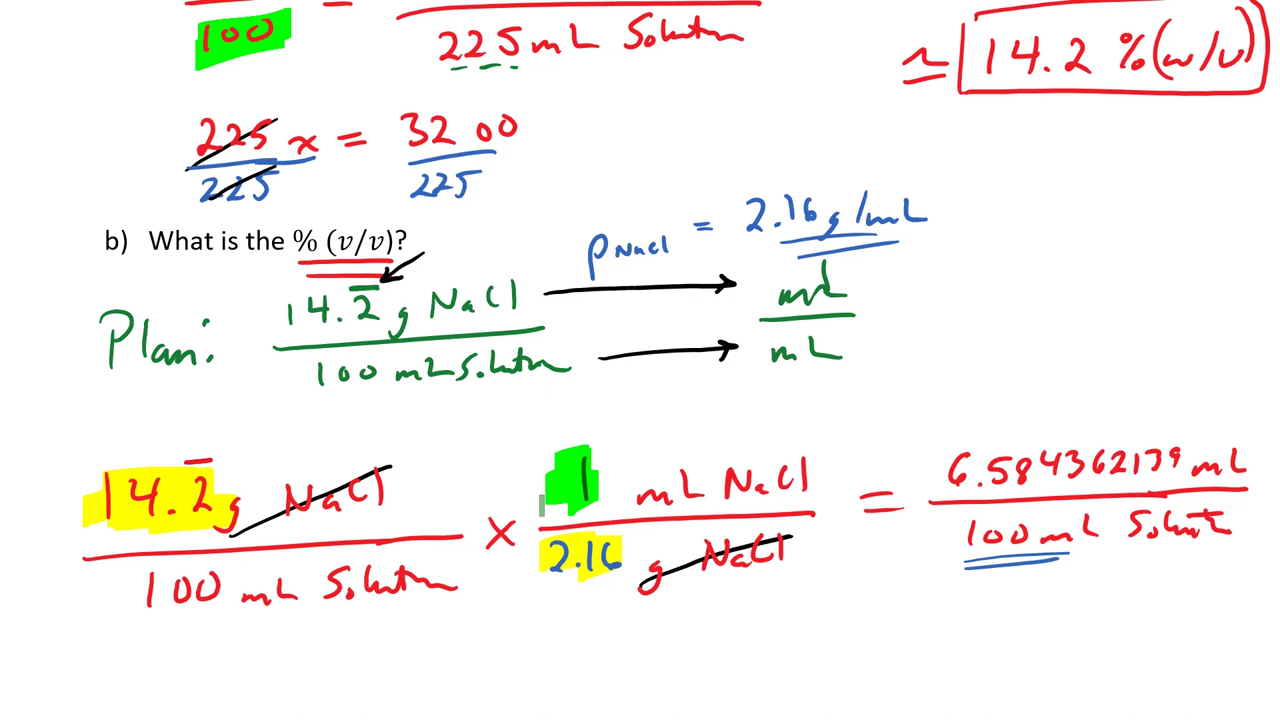 100 = 225 mL Solution
≃ 14.2 %(w/v)
225 x = 3200
225 225
b) What is the % (v/v)?
ρ NaCl = 2.16 g/mL
Plan: 14.2 g NaCl mL
100 mL Solution mL
14.2 g NaCl × 1 mL NaCl = 6.584362139 mL
100 mL Solution 2.16 g NaCl 100 mL Solution